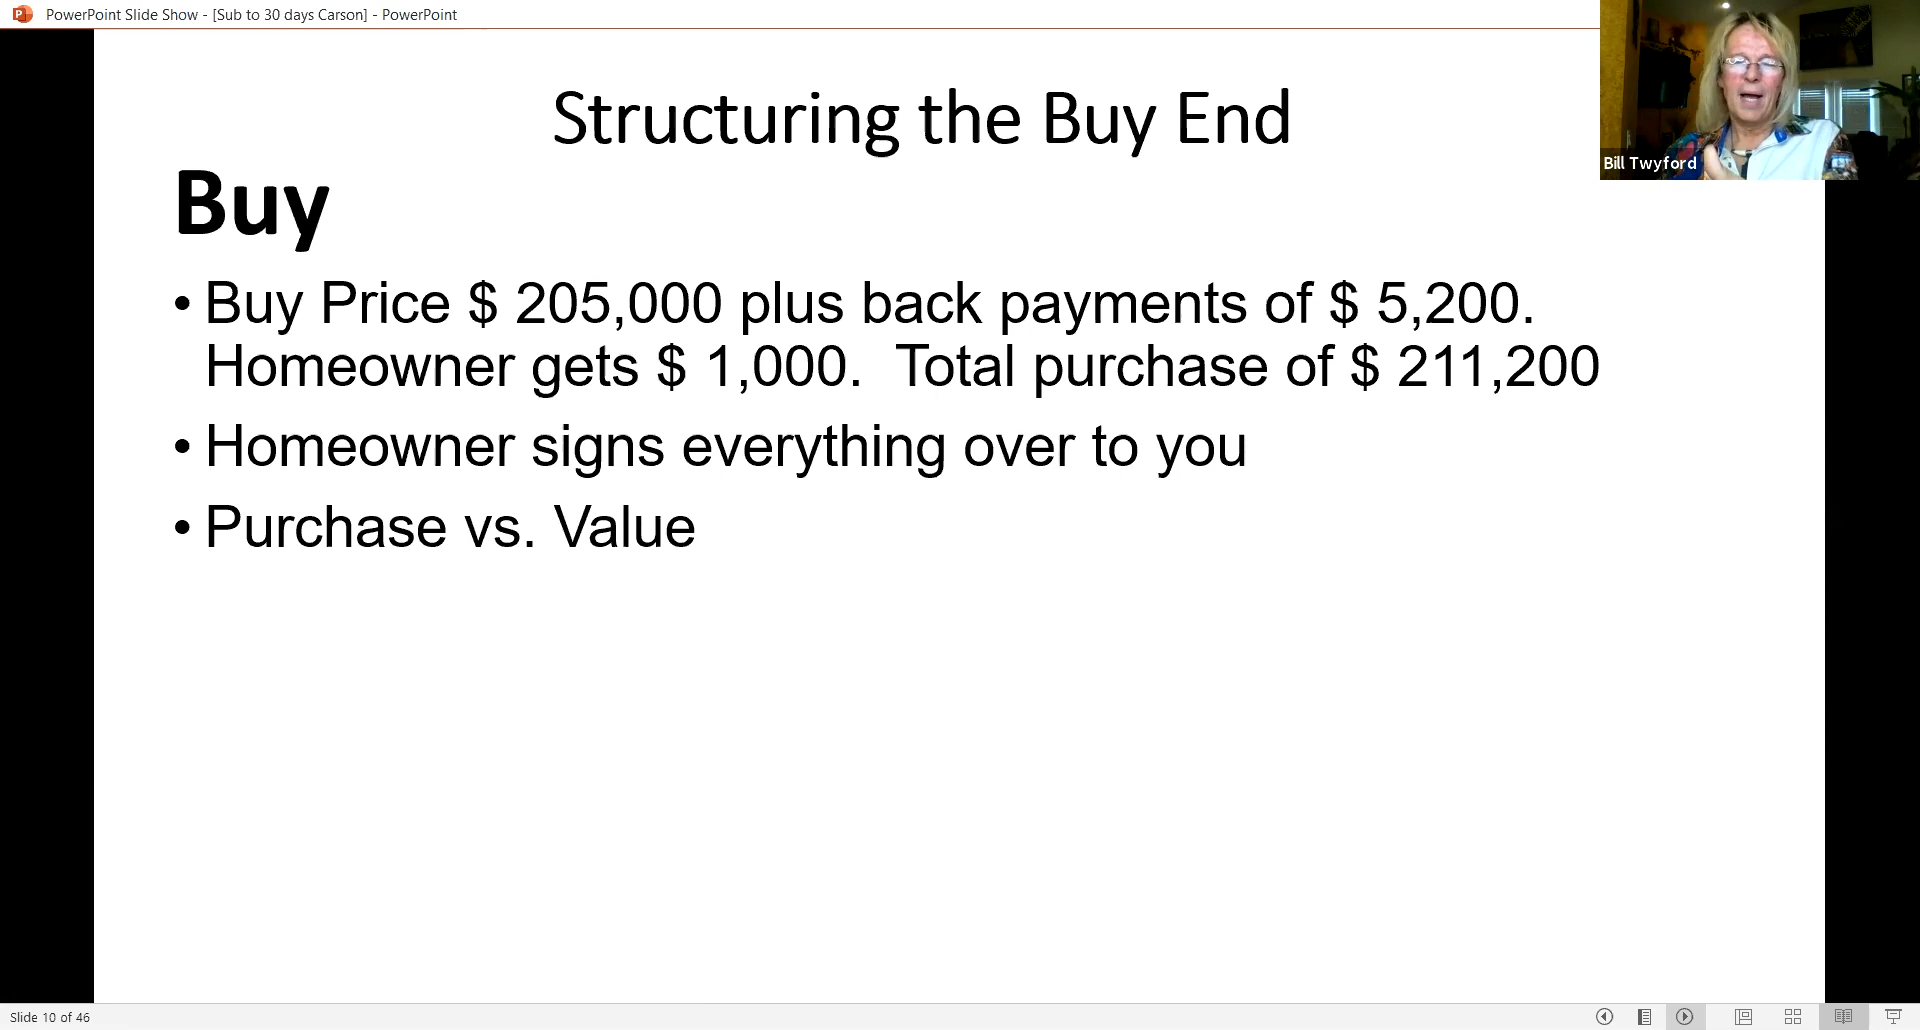 PowerPoint Slide Show - [Sub to 30 days Carson] - PowerPoint
Bill Twyford
Structuring the Buy End
Buy
• Buy Price $ 205,000 plus back payments of $ 5,200.
Homeowner gets $ 1,000.  Total purchase of $ 211,200
• Homeowner signs everything over to you
• Purchase vs. Value
Slide 10 of 46